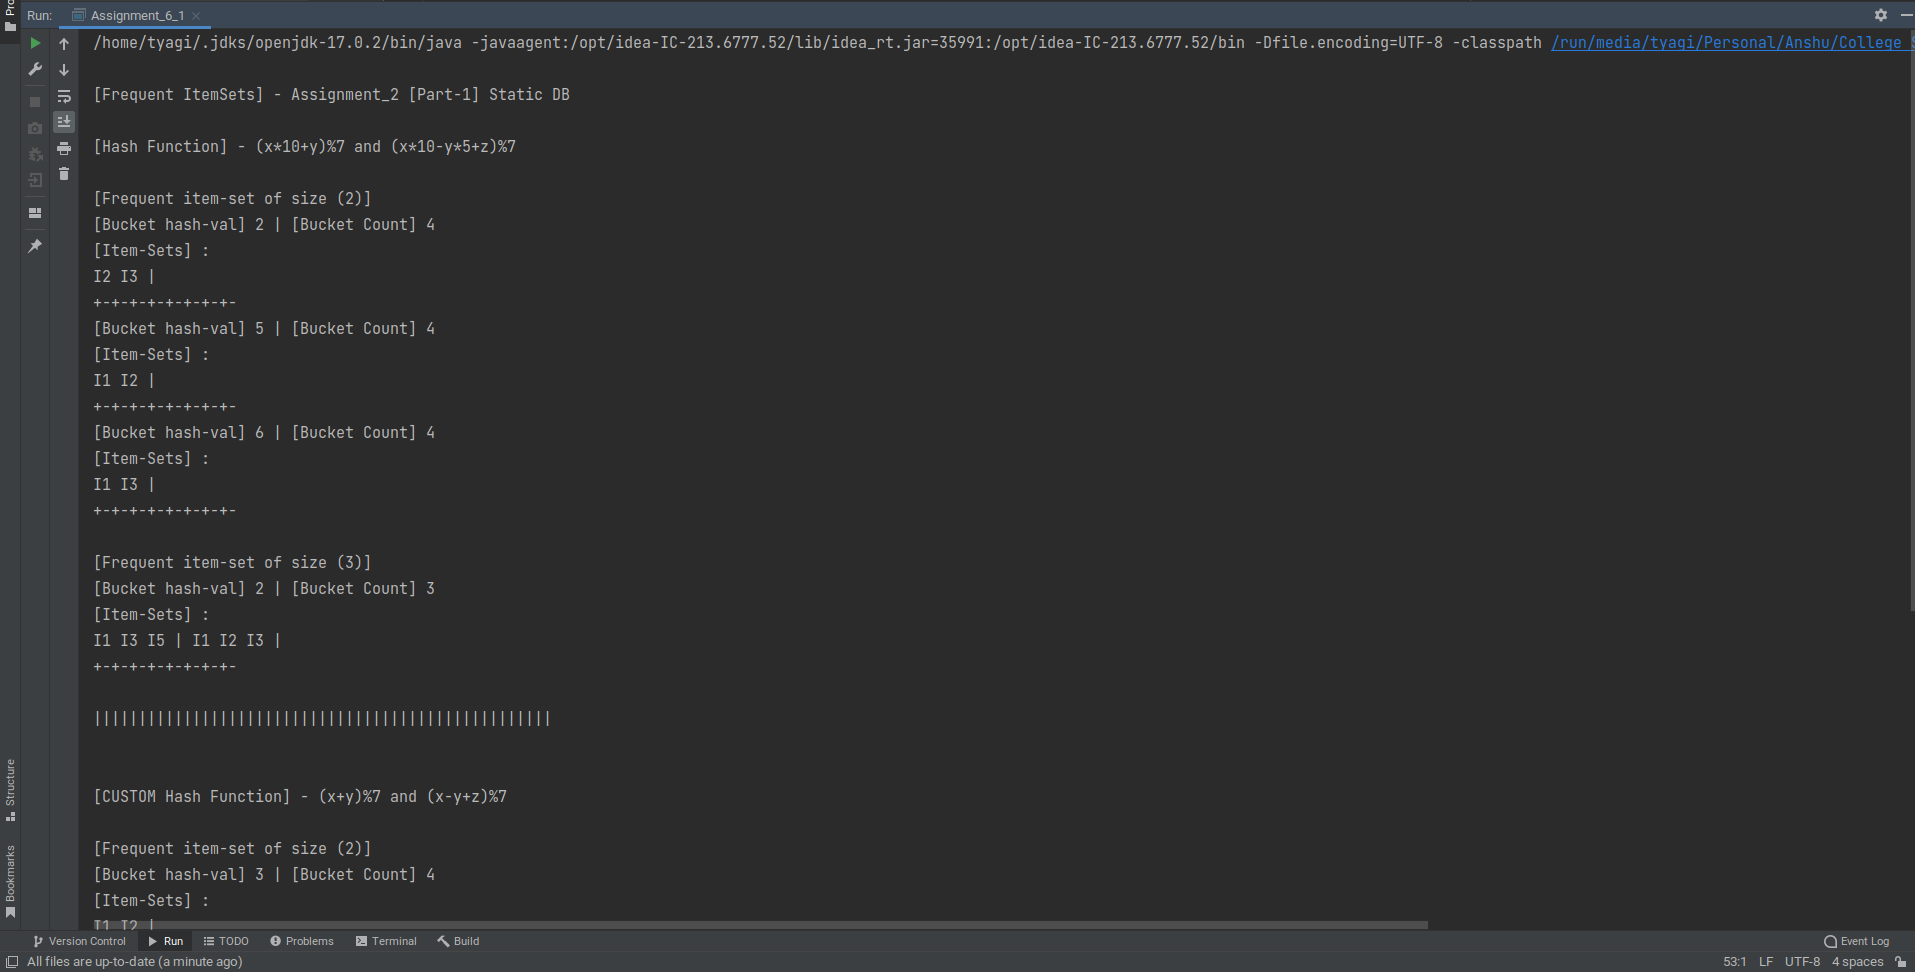 Run: Assignment_6_1
/home/tyagi/.jdks/openjdk-17.0.2/bin/java -javaagent:/opt/idea-IC-213.6777.52/lib/idea_rt.jar=35991:/opt/idea-IC-213.6777.52/bin -Dfile.encoding=UTF-8 -classpath /run/media/tyagi/Personal/Anshu/College
[Frequent ItemSets] - Assignment_2 [Part-1] Static DB
[Hash Function] - (x*10+y)%7 and (x*10-y*5+z)%7
[Frequent item-set of size (2)]
[Bucket hash-val] 2 | [Bucket Count] 4
[Item-Sets] :
I2 I3 |
+-+-+-+-+-+-+-+-
[Bucket hash-val] 5 | [Bucket Count] 4
[Item-Sets] :
I1 I2 |
+-+-+-+-+-+-+-+-
[Bucket hash-val] 6 | [Bucket Count] 4
[Item-Sets] :
I1 I3 |
+-+-+-+-+-+-+-+-
[Frequent item-set of size (3)]
[Bucket hash-val] 2 | [Bucket Count] 3
[Item-Sets] :
I1 I3 I5 | I1 I2 I3 |
+-+-+-+-+-+-+-+-
|||||||||||||||||||||||||||||||||||||||||||||||||||
[CUSTOM Hash Function] - (x+y)%7 and (x-y+z)%7
[Frequent item-set of size (2)]
[Bucket hash-val] 3 | [Bucket Count] 4
[Item-Sets] :
I1 I2 |
Structure
Bookmarks
Version Control Run TODO Problems Terminal Build Event Log
All files are up-to-date (a minute ago) 53:1 LF UTF-8 4 spaces